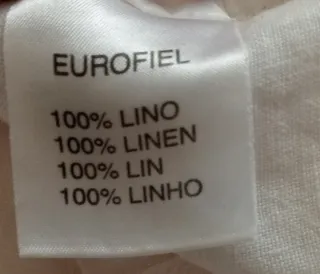 EUROFIEL
100% LINO
100% LINEN
100% LIN
100% LINHO